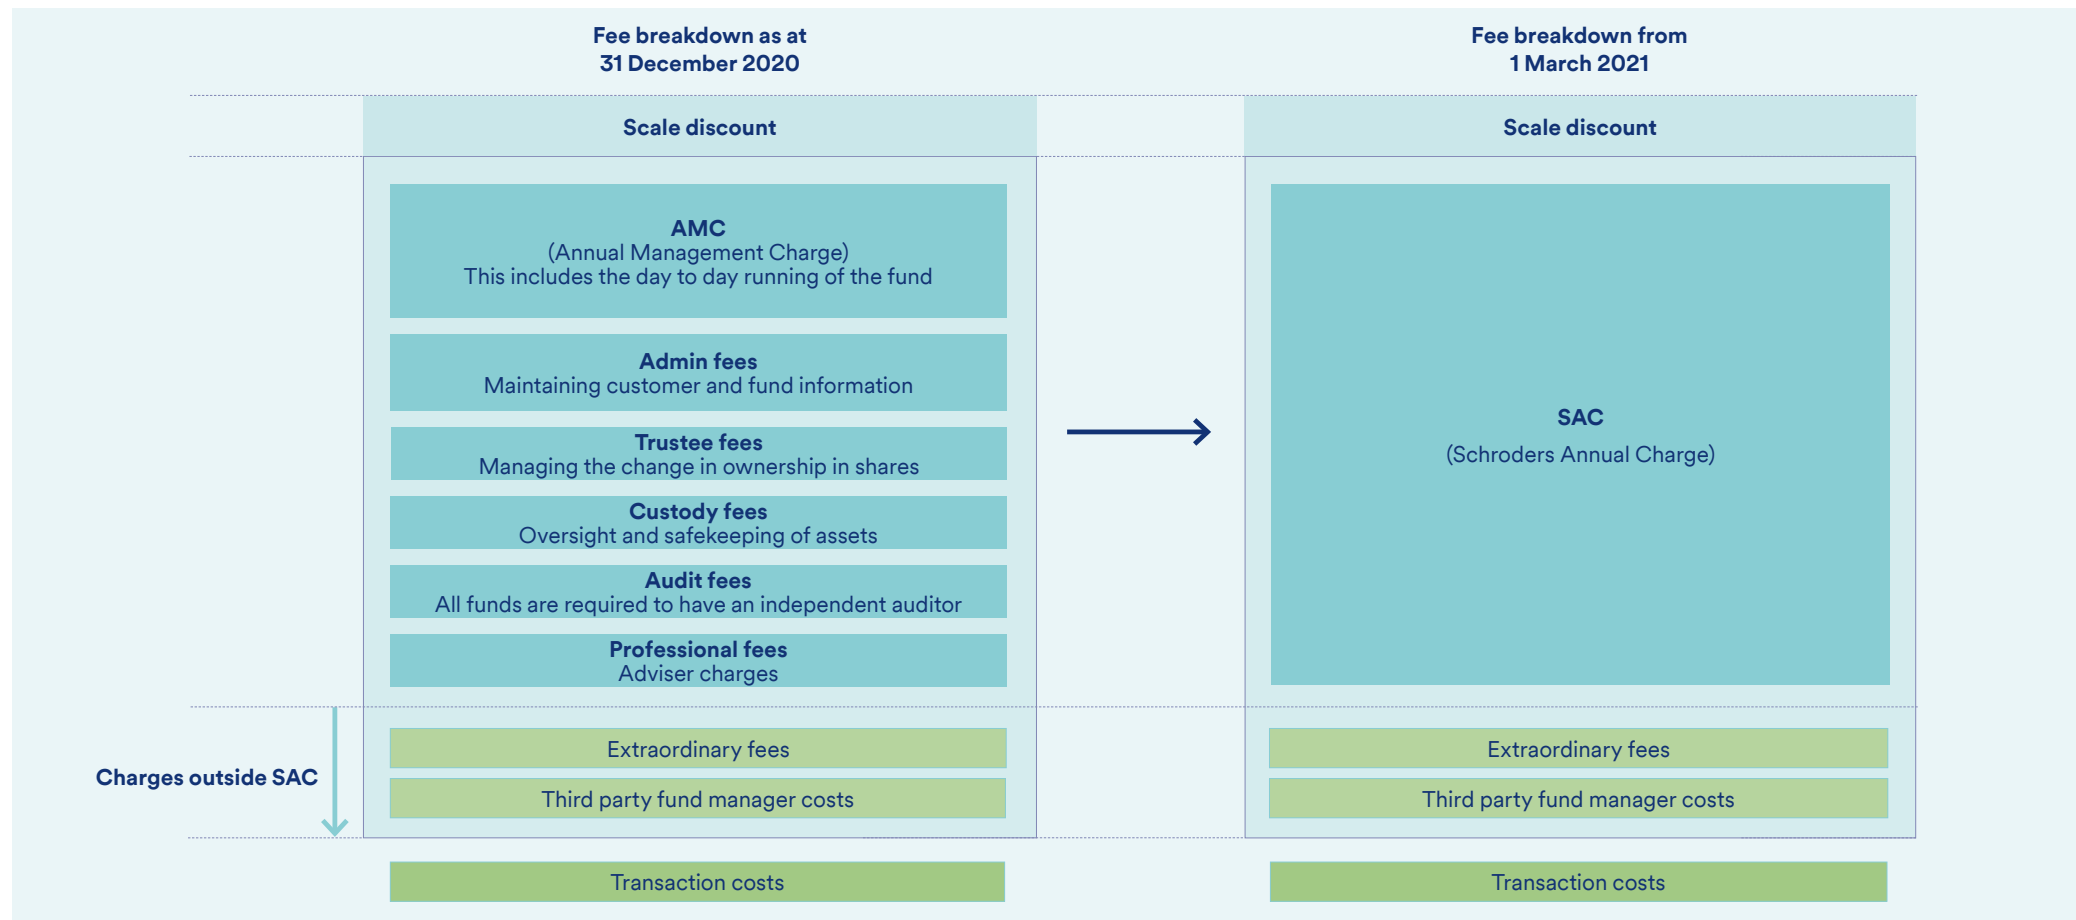 Fee breakdown as at
31 December 2020
Scale discount
AMC
(Annual Management Charge)
This includes the day to day running of the fund
Admin fees
Maintaining customer and fund information
Trustee fees
Managing the change in ownership in shares
Custody fees
Oversight and safekeeping of assets
Audit fees
All funds are required to have an independent auditor
Professional fees
Adviser charges
Charges outside SAC
Extraordinary fees
Third party fund manager costs
Transaction costs
Fee breakdown from
1 March 2021
Scale discount
SAC
(Schroders Annual Charge)
Extraordinary fees
Third party fund manager costs
Transaction costs